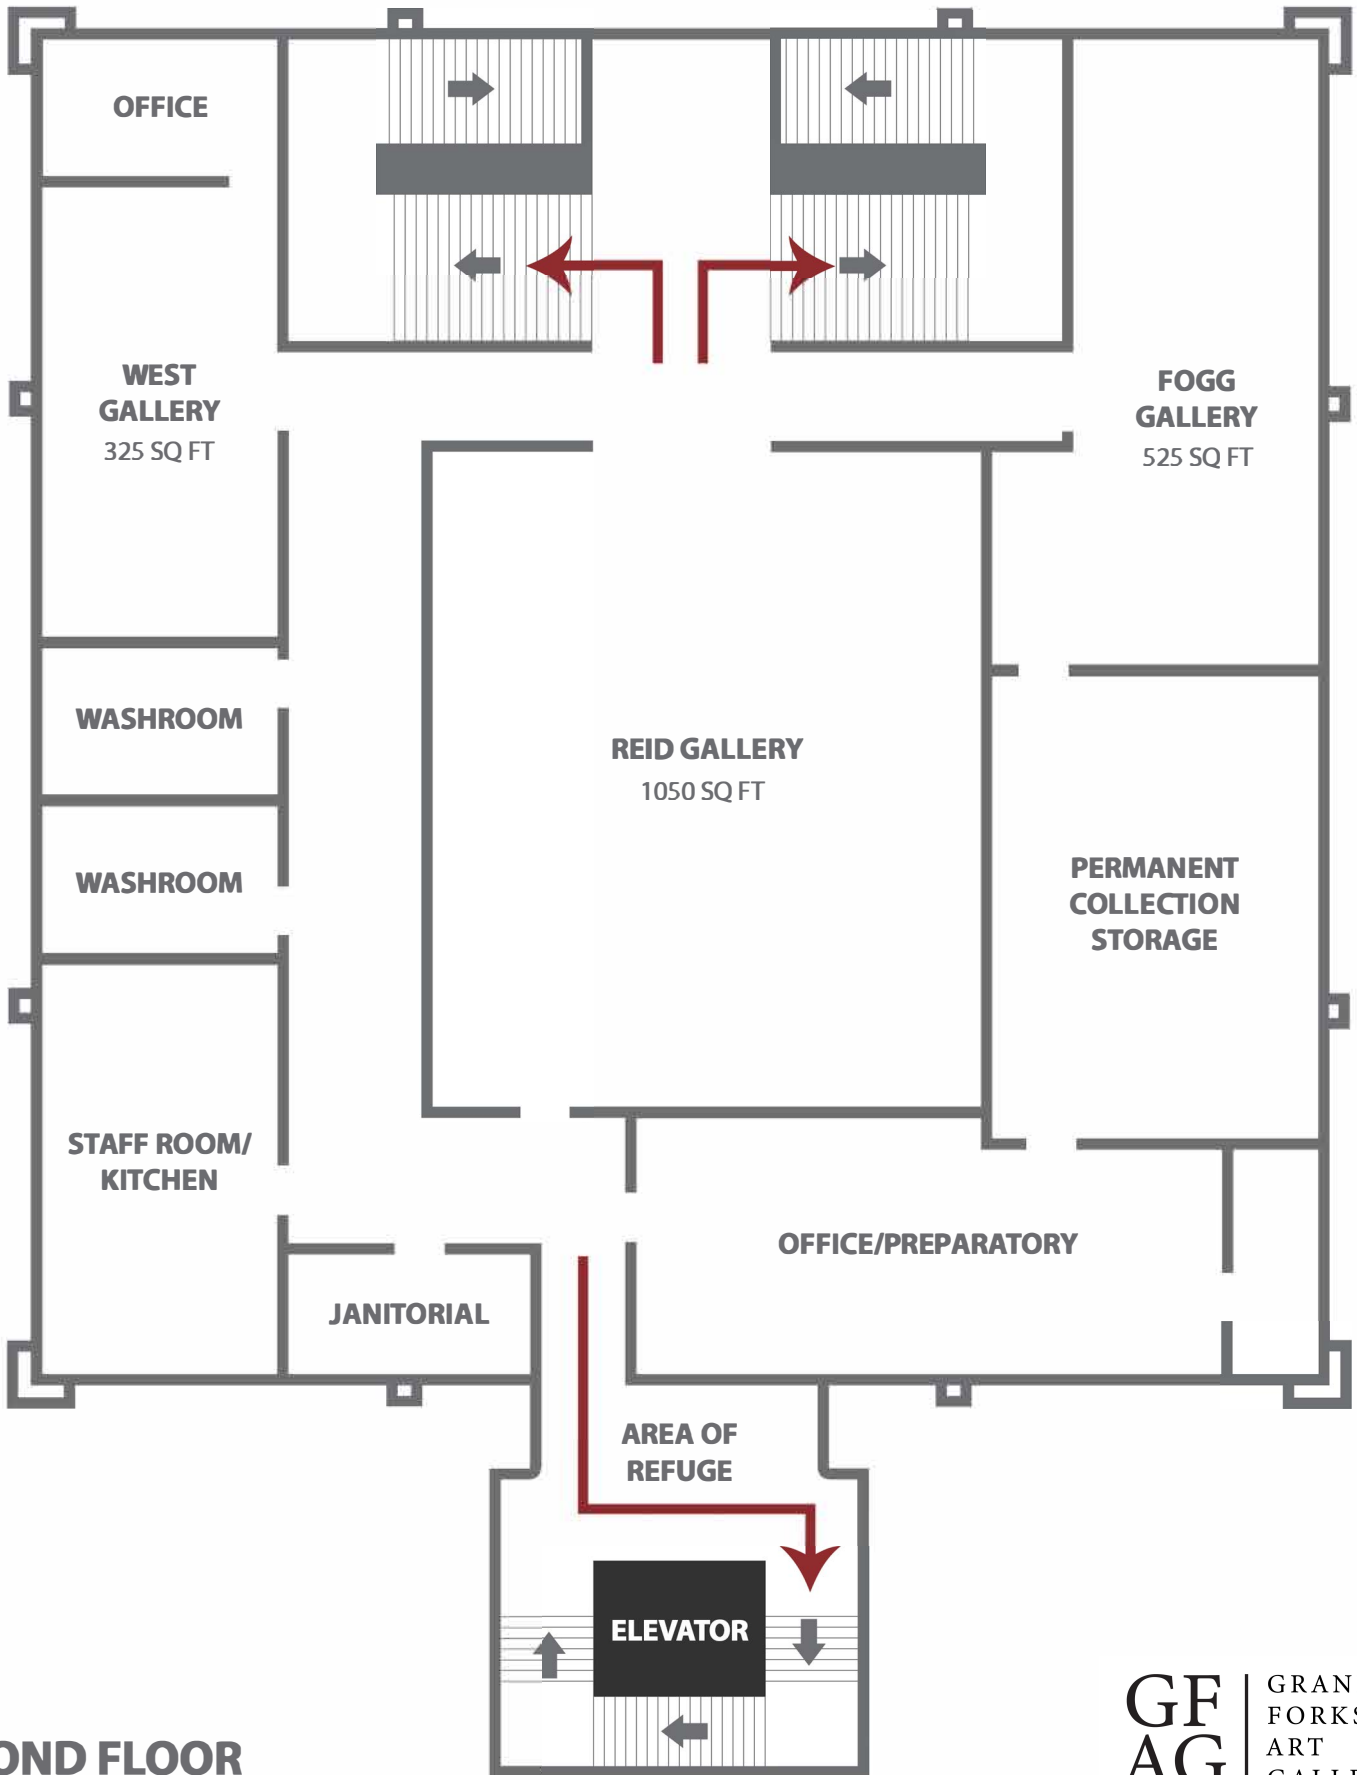 OFFICE
WEST
GALLERY
325 SQ FT
FOGG
GALLERY
525 SQ FT
WASHROOM
REID GALLERY
1050 SQ FT
WASHROOM
PERMANENT
COLLECTION
STORAGE
STAFF ROOM/
KITCHEN
OFFICE/PREPARATORY
JANITORIAL
AREA OF
REFUGE
ELEVATOR
OND FLOOR
GF
AG
GRAN
FORKS
ART